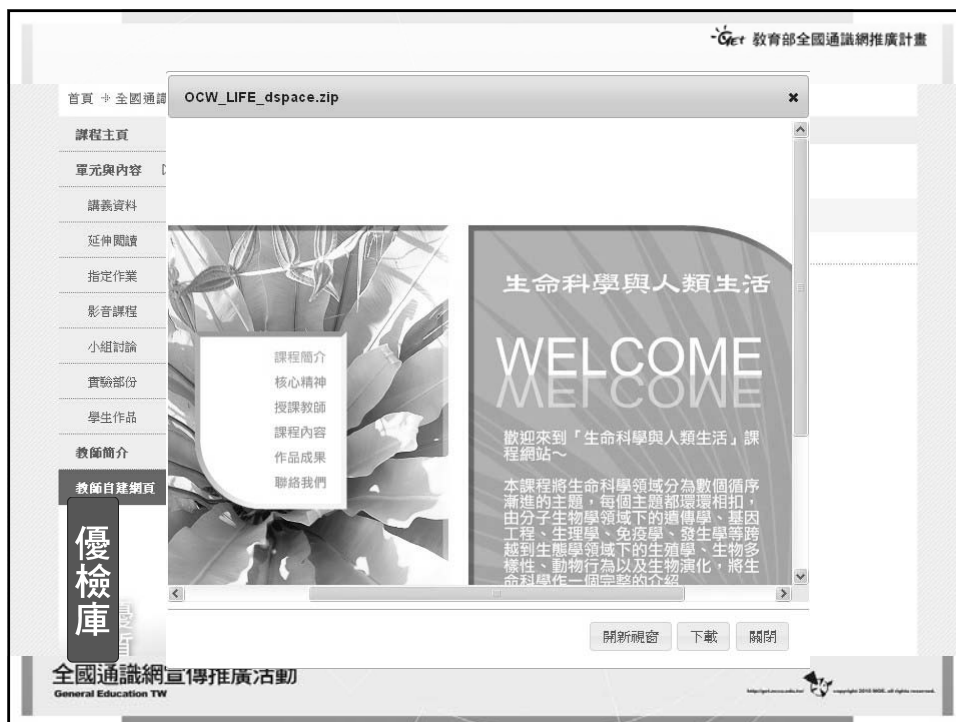 Get 教育部全國通識網推廣計畫
首頁 → 全國通識
OCW_LIFE_dspace.zip
課程主頁
單元與內容
講義資料
延伸閱讀
指定作業
影音課程
小組討論
實驗部份
學生作品
教師簡介
教師自建網頁
課程簡介
核心精神
授課教師
課程內容
作品成果
聯絡我們
生命科學與人類生活
WELCOME
歡迎來到「生命科學與人類生活」課
程網站～
本課程將生命科學領域分為數個循序
漸進的主題，每個主題都環環相扣，
由分子生物學領域下的遺傳學、基因
工程、生理學、免疫學、發生學等跨
越到生態學領域下的生殖學、生物多
樣性、動物行為以及生物演化，將生
命科學作一個完整的介紹
優檢庫
開新視窗
下載
關閉
全國通識網宣傳推廣活動
General Education TW
copyright 2010 MOE. all rights reserved.